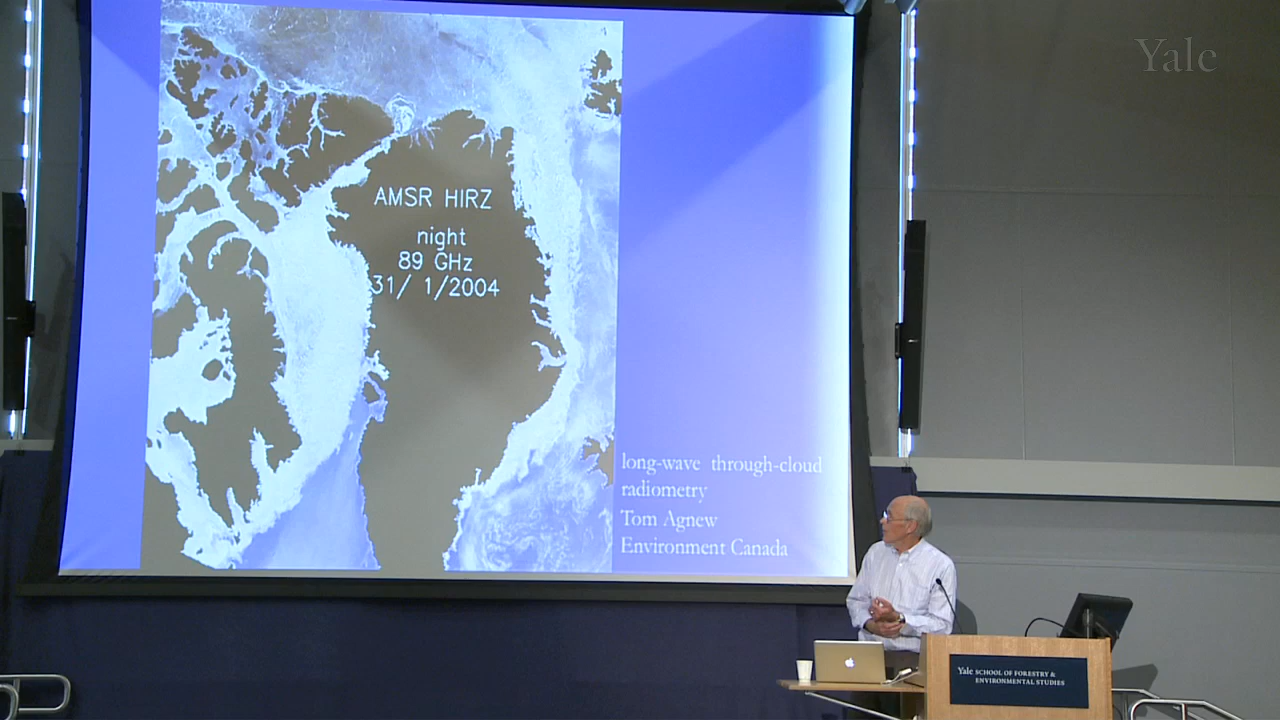 Yale
AMSR HIRZ
night
89 GHz
31/ 1/2004
long-wave through-cloud
radiometry
Tom Agnew
Environment Canada
Yale SCHOOL OF FORESTRY &
ENVIRONMENTAL STUDIES